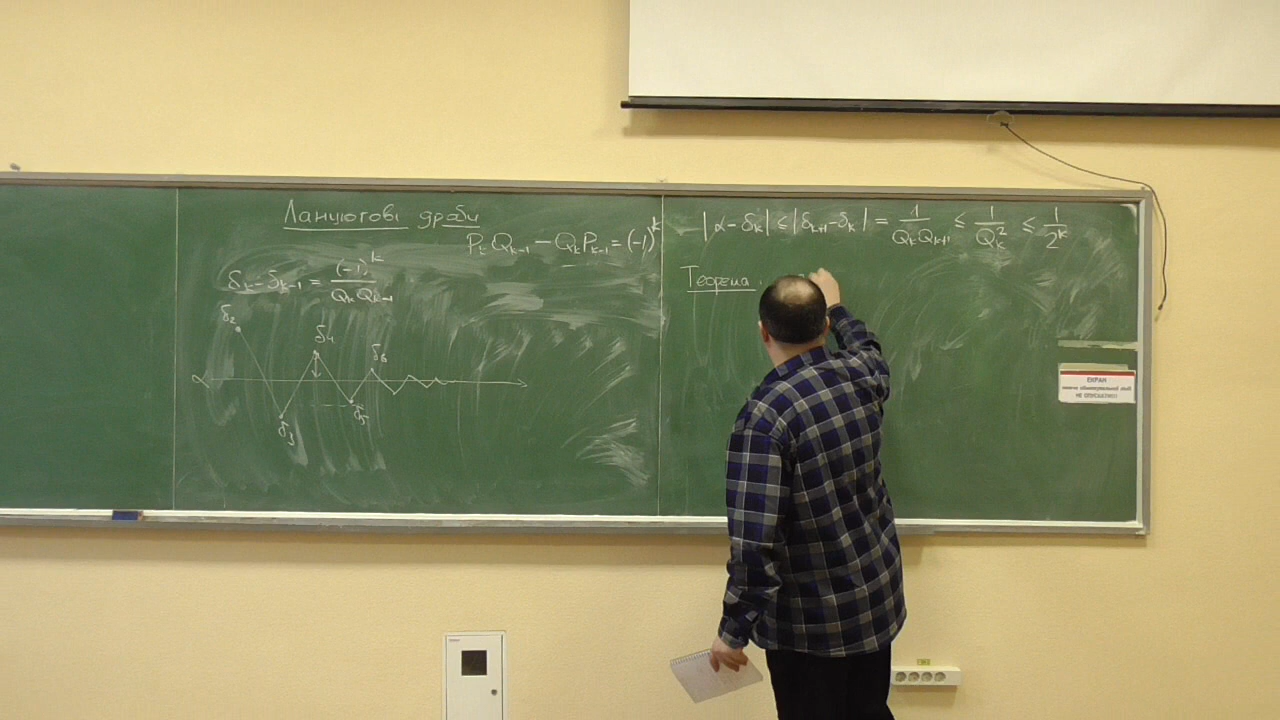 Ланцюгові дроби
P_k Q_{k-1} - Q_k P_{k-1} = (-1)^k
δ_k - δ_{k-1} = (-1)^k / (Q_k Q_{k-1})
δ_2
δ_4
δ_6
α
δ_3
δ_5
|α - δ_k| ≤ |δ_{k+1} - δ_k| = 1 / (Q_k Q_{k+1}) ≤ 1 / Q_k^2 ≤ 1 / 2^k
Теорема.
ЕКРАН